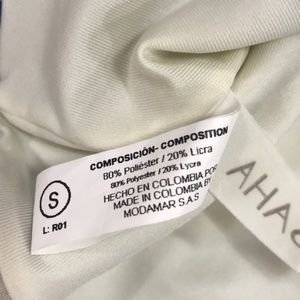 COMPOSICIÓN- COMPOSITION
80% Poliéster / 20% Licra
80% Polyester / 20% Lycra
HECHO EN COLOMBIA POR
MADE IN COLOMBIA BY
MODAMAR S.A.S
S
L: R01